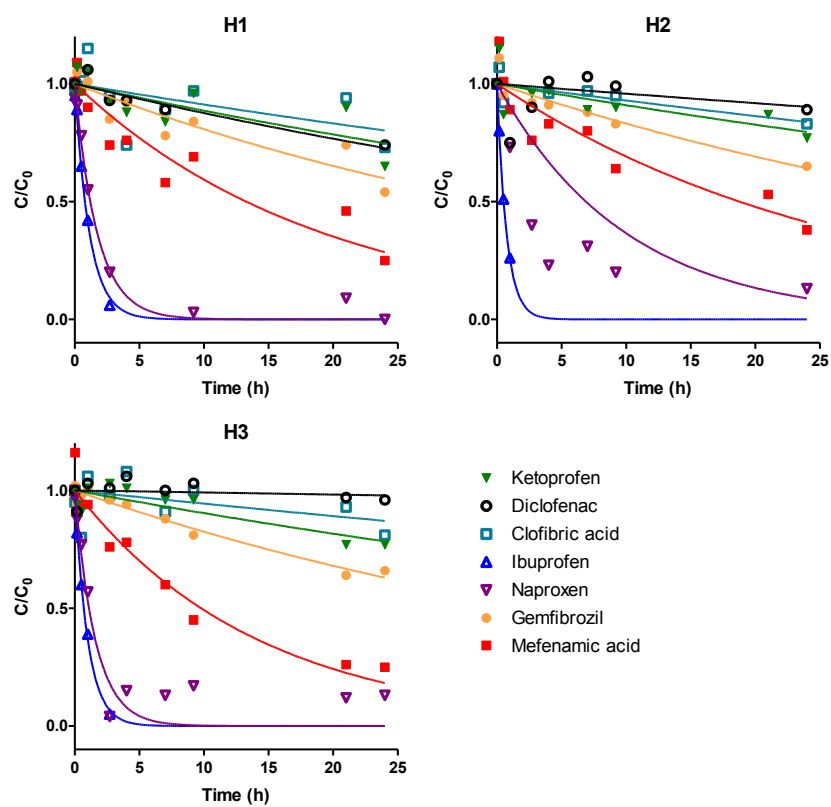 H1
1.0
0.5
0.0
C/C0
0 5 10 15 20 25
Time (h)
H2
1.0
0.5
0.0
C/C0
0 5 10 15 20 25
Time (h)
H3
1.0
0.5
0.0
C/C0
0 5 10 15 20 25
Time (h)
Ketoprofen
Diclofenac
Clofibric acid
Ibuprofen
Naproxen
Gemfibrozil
Mefenamic acid